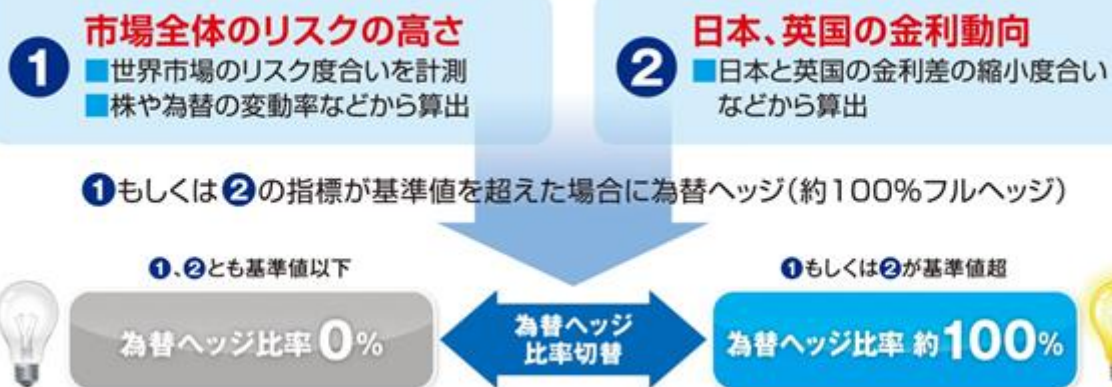 1
市場全体のリスクの高さ
■世界市場のリスク度合いを計測
■株や為替の変動率などから算出
2
日本、英国の金利動向
■日本と英国の金利差の縮小度合い
などから算出
❶もしくは❷の指標が基準値を超えた場合に為替ヘッジ(約100%フルヘッジ)
❶、❷とも基準値以下
為替ヘッジ比率 0%
為替ヘッジ
比率切替
❶もしくは❷が基準値超
為替ヘッジ比率 約100%